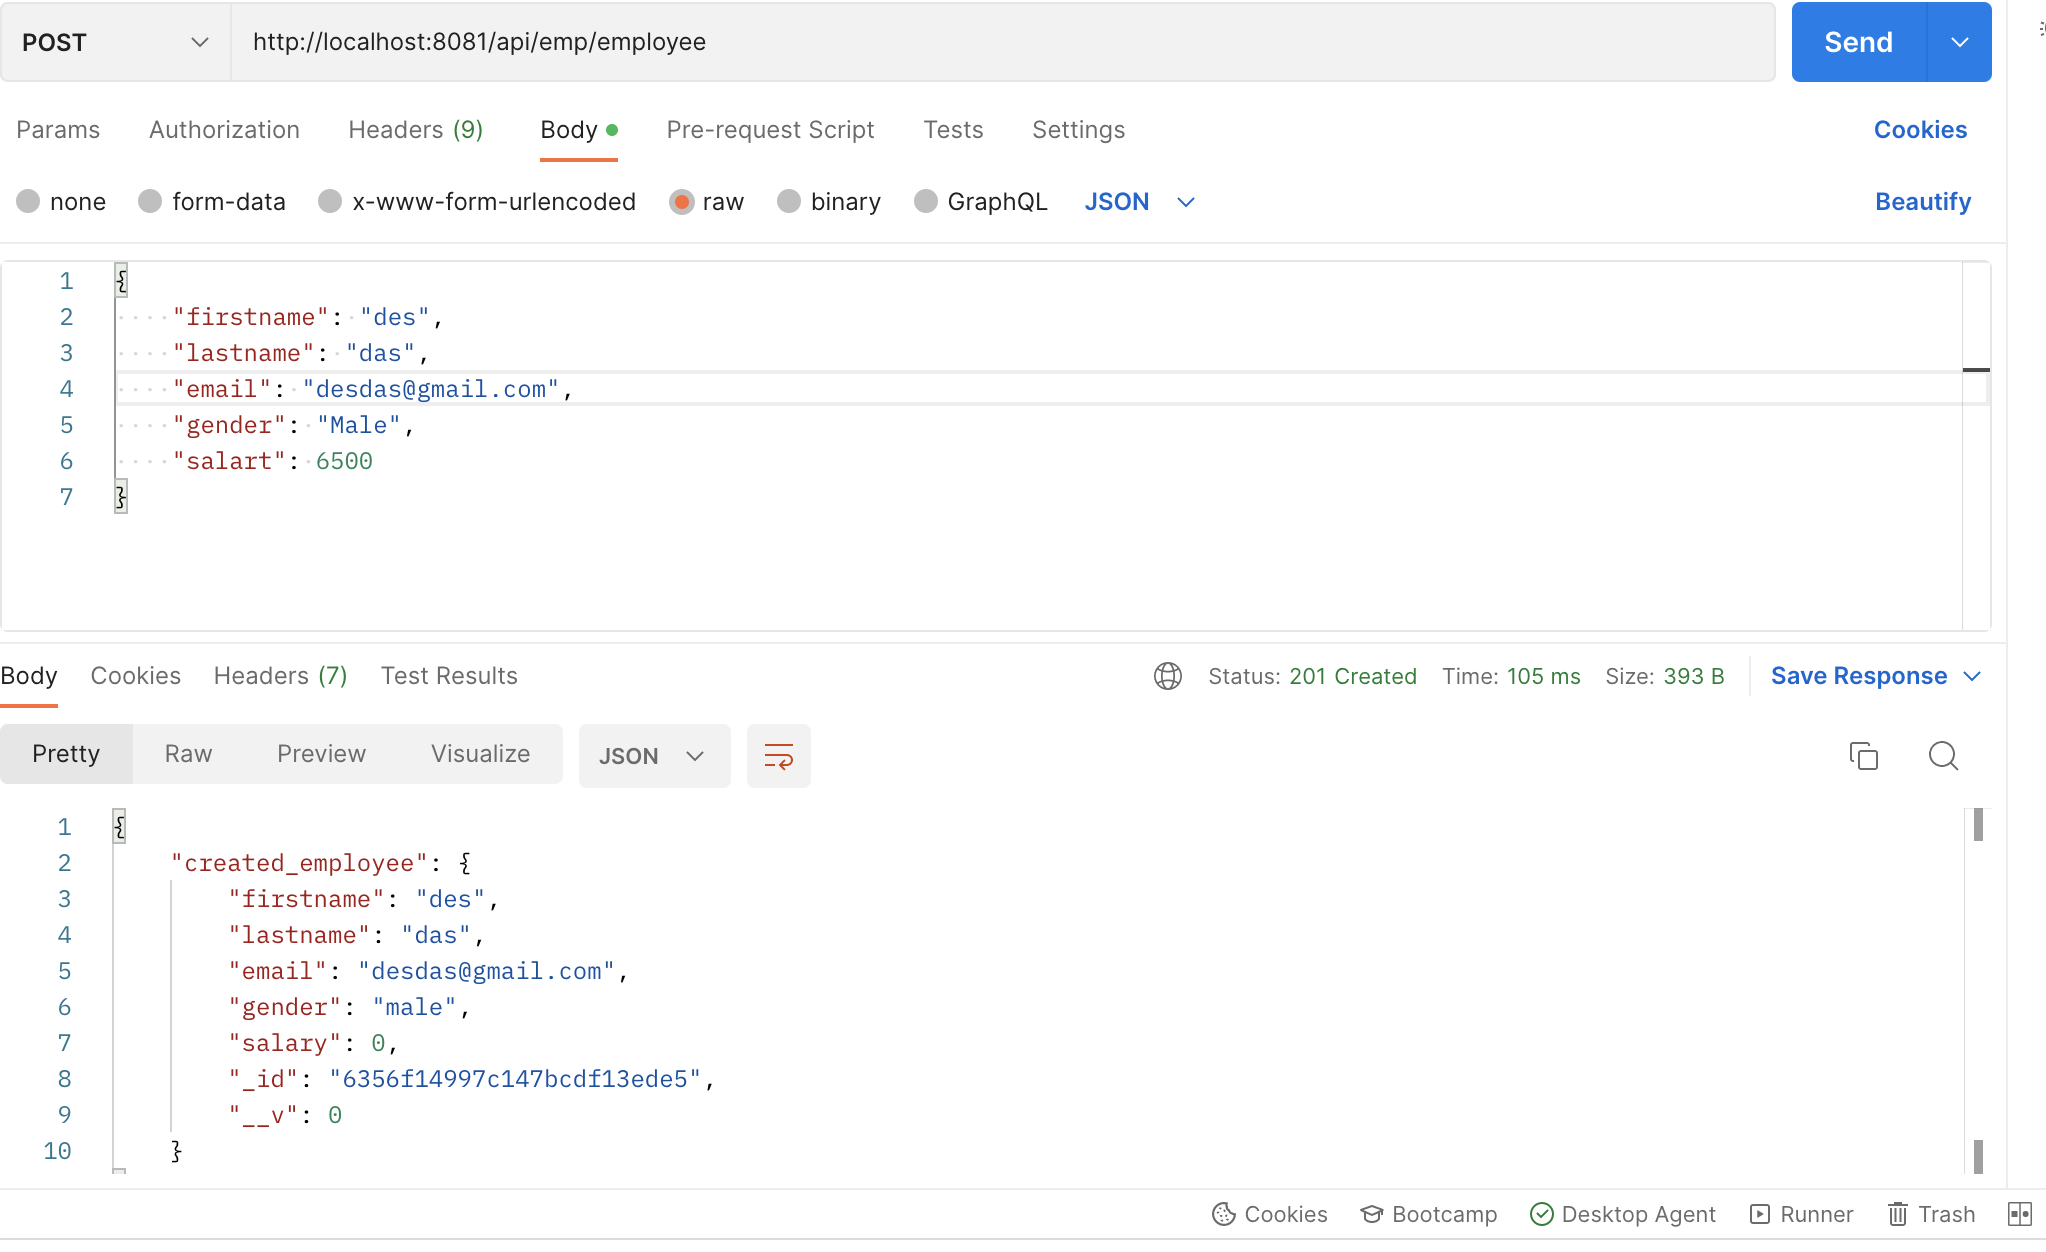 POST http://localhost:8081/api/emp/employee Send
Params Authorization Headers (9) Body Pre-request Script Tests Settings Cookies
none form-data x-www-form-urlencoded raw binary GraphQL JSON Beautify
1 {
2 "firstname": "des",
3 "lastname": "das",
4 "email": "desdas@gmail.com",
5 "gender": "Male",
6 "salart": 6500
7 }
Body Cookies Headers (7) Test Results Status: 201 Created Time: 105 ms Size: 393 B Save Response
Pretty Raw Preview Visualize JSON
1 {
2 "created_employee": {
3 "firstname": "des",
4 "lastname": "das",
5 "email": "desdas@gmail.com",
6 "gender": "male",
7 "salary": 0,
8 "_id": "6356f14997c147bcdf13ede5",
9 "__v": 0
10 }
Cookies Bootcamp Desktop Agent Runner Trash